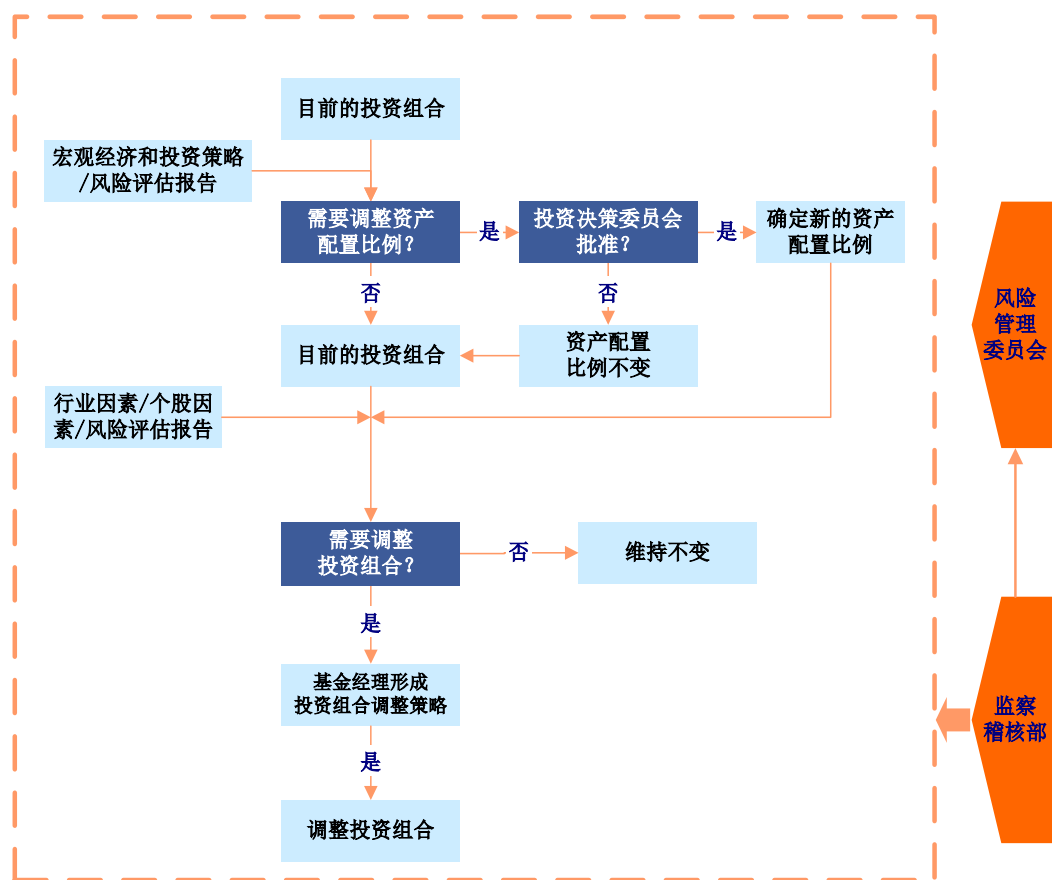 目前的投资组合
宏观经济和投资策略
/风险评估报告
需要调整资产
配置比例？
是
投资决策委员会
批准？
是
确定新的资产
配置比例
否
否
目前的投资组合
资产配置
比例不变
行业因素/个股因
素/风险评估报告
需要调整
投资组合？
否
维持不变
是
基金经理形成
投资组合调整策略
是
调整投资组合
风险
管理
委员会
监察
稽核部